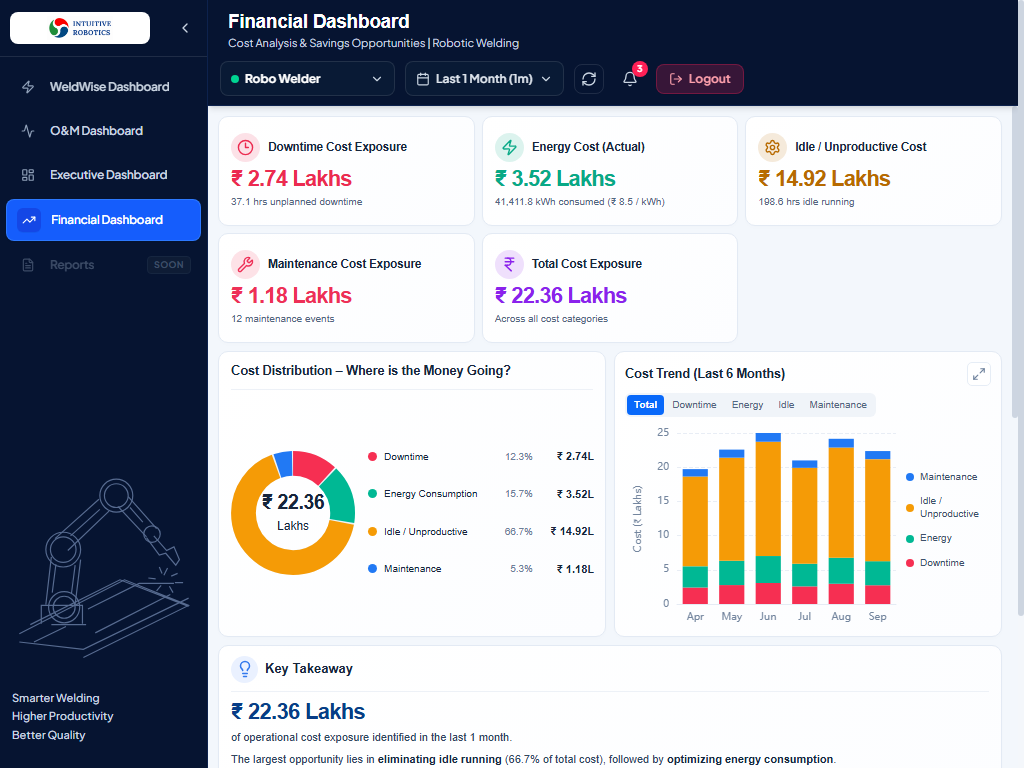 INTUITIVE
ROBOTICS
WeldWise Dashboard
O&M Dashboard
Executive Dashboard
Financial Dashboard
Reports
SOON
Smarter Welding
Higher Productivity
Better Quality
Financial Dashboard
Cost Analysis & Savings Opportunities | Robotic Welding
Robo Welder
Last 1 Month (1m)
3
Logout
Downtime Cost Exposure
₹ 2.74 Lakhs
37.1 hrs unplanned downtime
Energy Cost (Actual)
₹ 3.52 Lakhs
41,411.8 kWh consumed (₹ 8.5 / kWh)
Idle / Unproductive Cost
₹ 14.92 Lakhs
198.6 hrs idle running
Maintenance Cost Exposure
₹ 1.18 Lakhs
12 maintenance events
₹
Total Cost Exposure
₹ 22.36 Lakhs
Across all cost categories
Cost Distribution – Where is the Money Going?
₹ 22.36
Lakhs
Downtime 12.3% ₹ 2.74L
Energy Consumption 15.7% ₹ 3.52L
Idle / Unproductive 66.7% ₹ 14.92L
Maintenance 5.3% ₹ 1.18L
Cost Trend (Last 6 Months)
Total Downtime Energy Idle Maintenance
Cost (₹ Lakhs)
25
20
15
10
5
0
Apr May Jun Jul Aug Sep
Maintenance
Idle /
Unproductive
Energy
Downtime
Key Takeaway
₹ 22.36 Lakhs
of operational cost exposure identified in the last 1 month.
The largest opportunity lies in eliminating idle running (66.7% of total cost), followed by optimizing energy consumption.